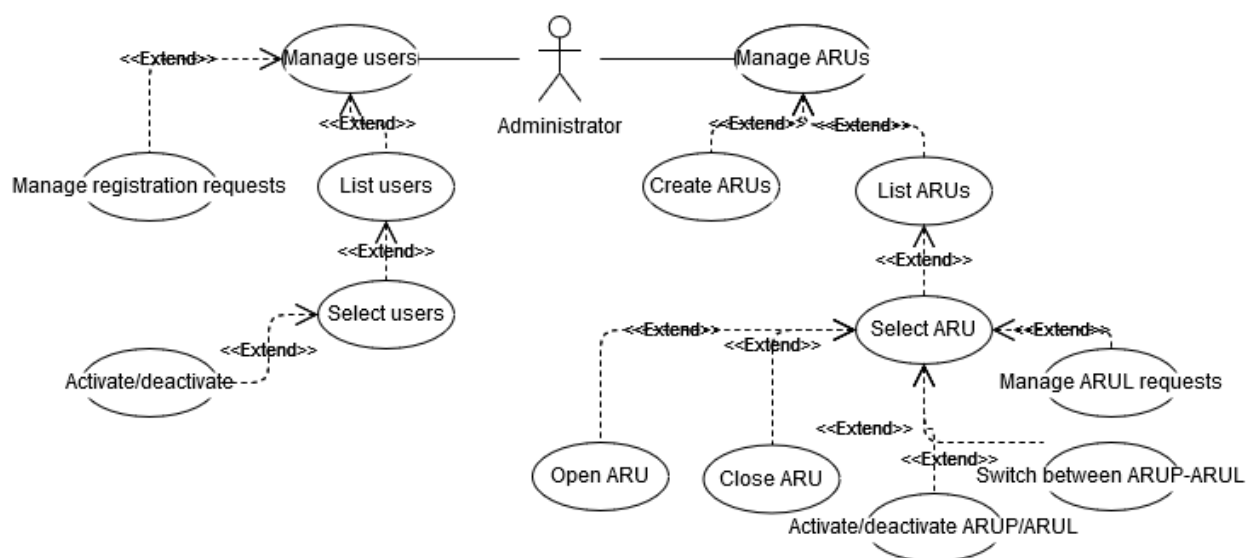 <<Extend>>
Manage users
Manage ARUs
<<Extend>>
Administrator
<<Extend>>
<<Extend>>
Manage registration requests
List users
Create ARUs
List ARUs
<<Extend>>
<<Extend>>
Select users
Select ARU
<<Extend>>
<<Extend>>
<<Extend>>
<<Extend>>
Activate/deactivate
Manage ARUL requests
<<Extend>>
<<Extend>>
Open ARU
Close ARU
Switch between ARUP-ARUL
Activate/deactivate ARUP/ARUL